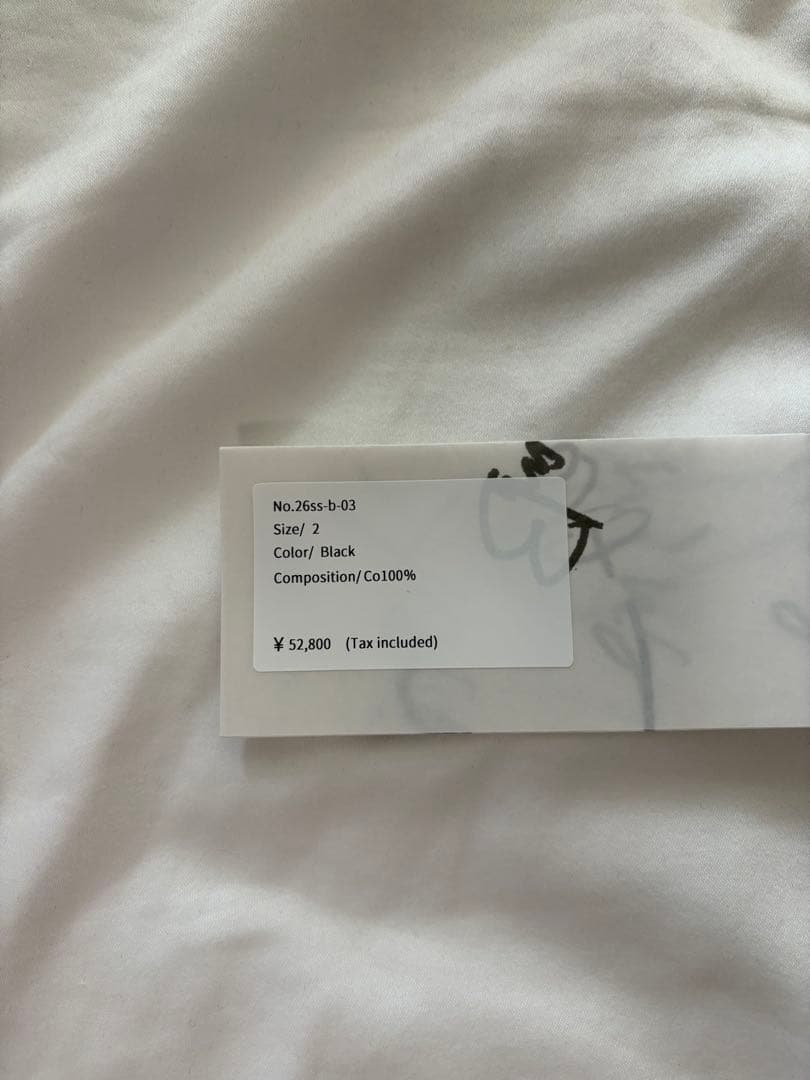 No.26ss-b-03
Size/ 2
Color/ Black
Composition/ Co100%
¥ 52,800 (Tax included)